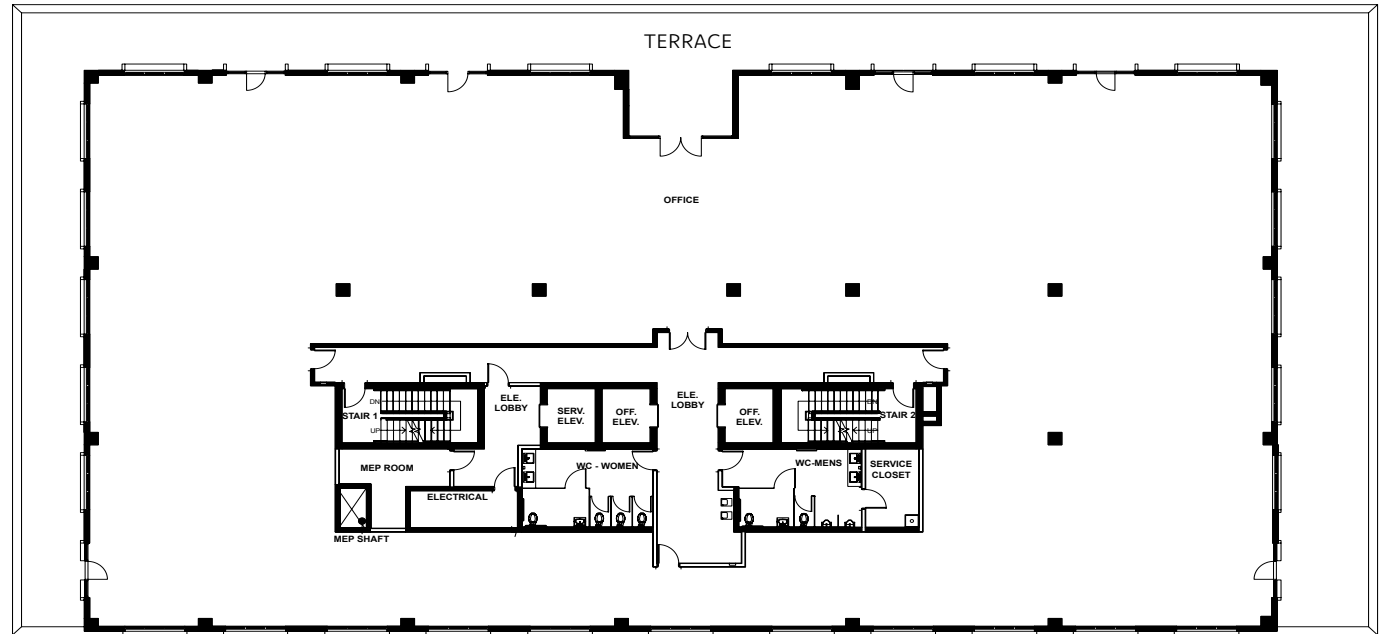 TERRACE
OFFICE
ELE.
LOBBY
ELE.
LOBBY
DN
STAIR 1
UP
SERV.
ELEV.
OFF.
ELEV.
OFF.
ELEV.
DN
STAIR 2
UP
MEP ROOM
WC - WOMEN
WC-MENS
SERVICE
CLOSET
ELECTRICAL
MEP SHAFT